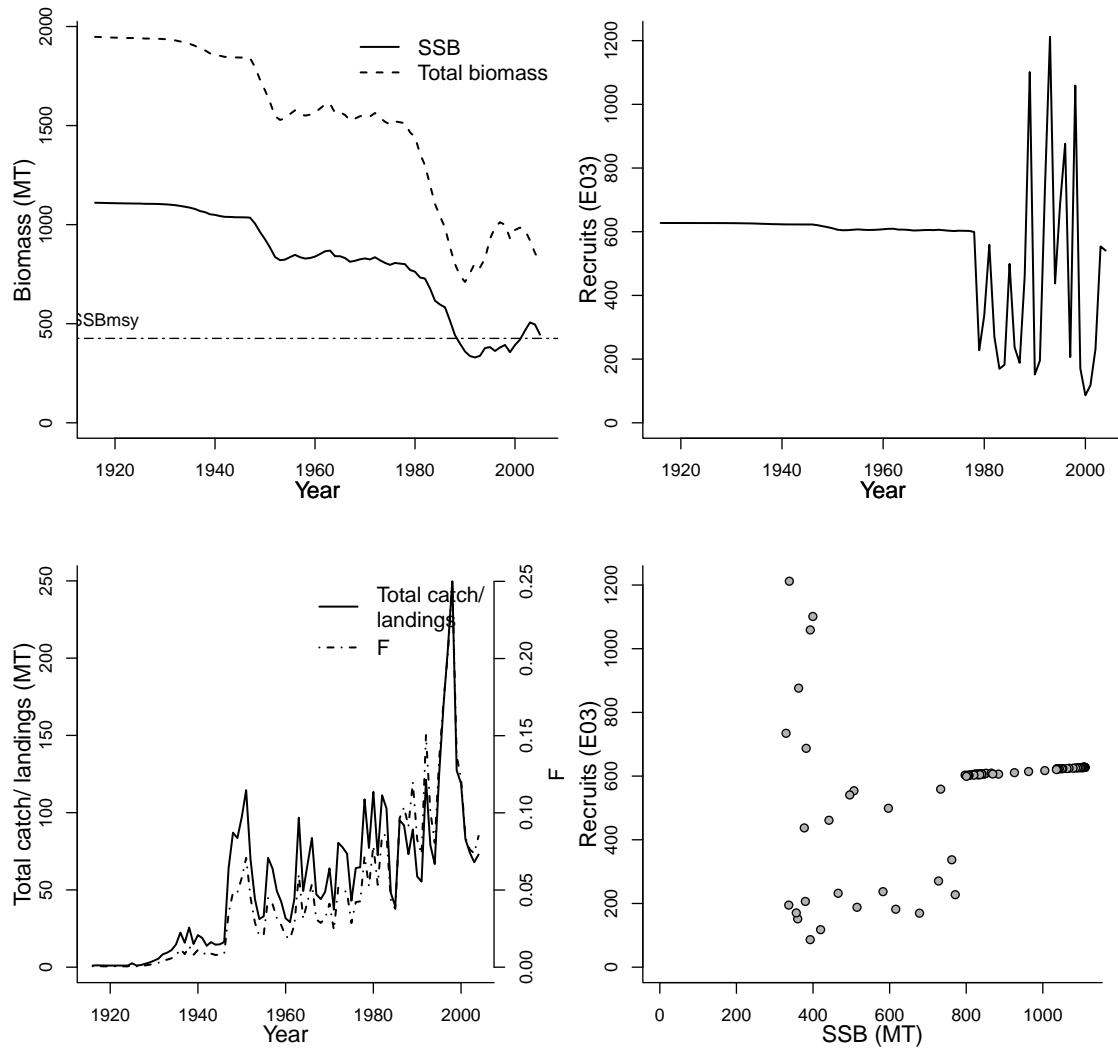 SSB
Total biomass
2000
1500
1000
500
0
Biomass (MT)
SSBmsy
1920 1940 1960 1980 2000
Year
1200
1000
800
600
400
200
0
Recruits (E03)
1920 1940 1960 1980 2000
Year
Total catch/
landings
F
250
200
150
100
50
0
Total catch/ landings (MT)
0.25
0.20
0.15
0.10
0.05
0.00
F
1920 1940 1960 1980 2000
Year
1200
1000
800
600
400
200
0
Recruits (E03)
0 200 400 600 800 1000
SSB (MT)